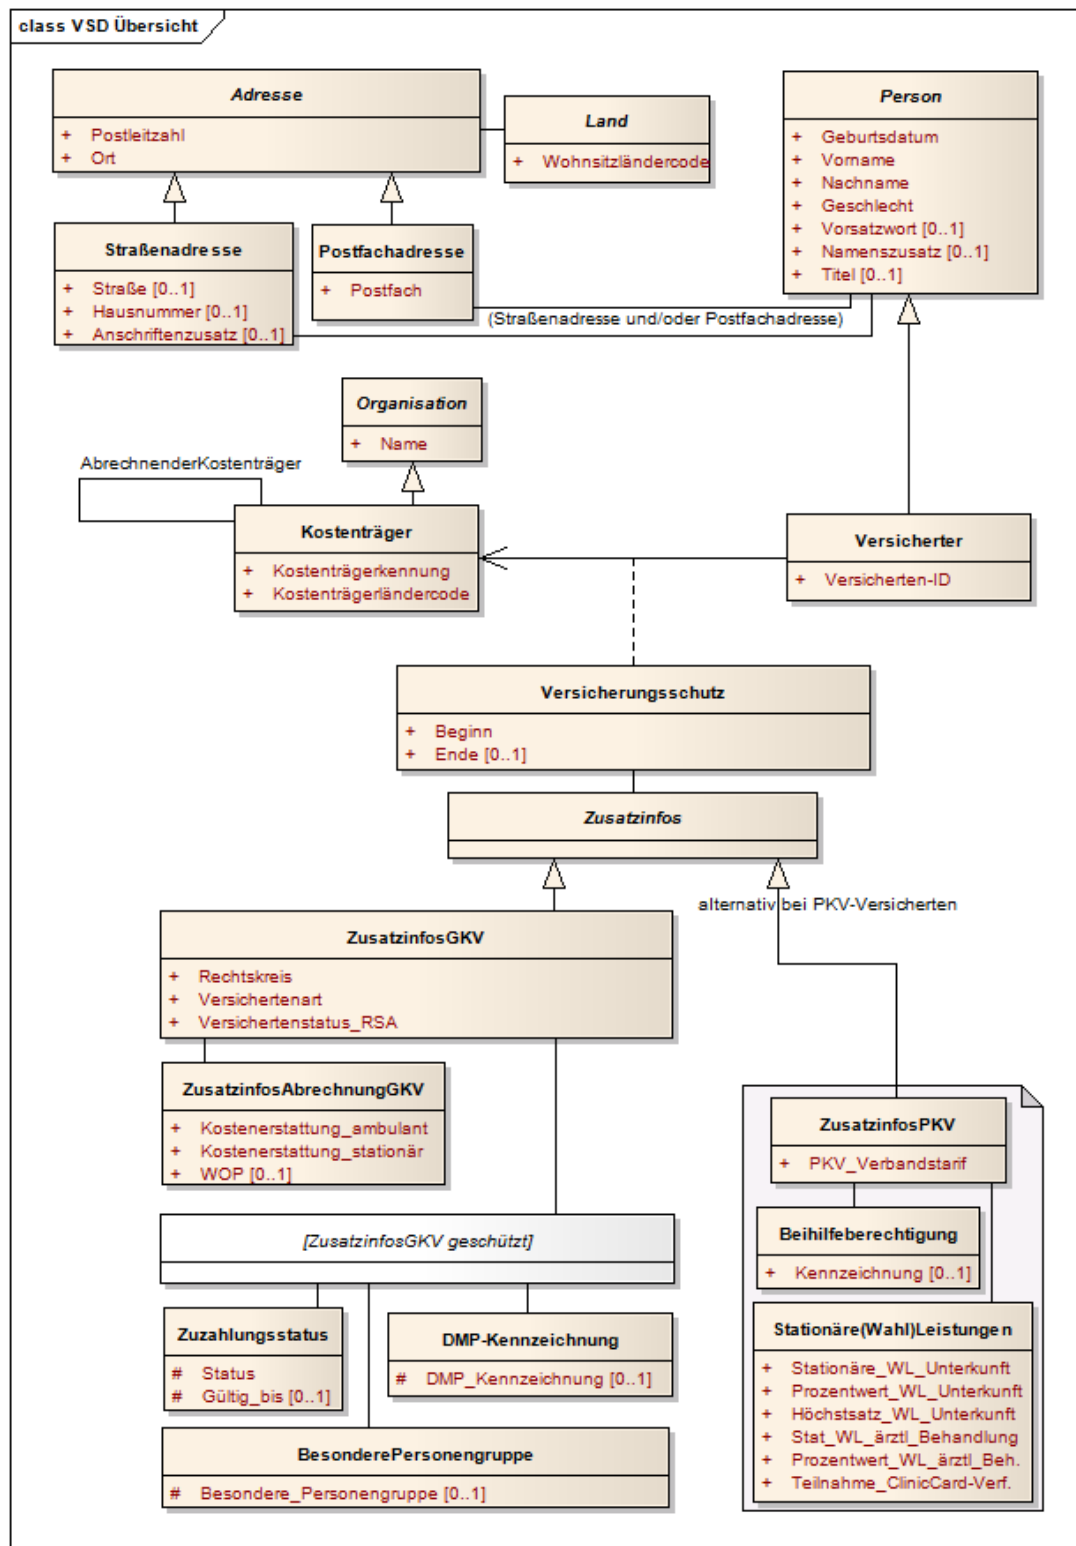 class VSD Übersicht
Adresse
+ Postleitzahl
+ Ort
Land
+ Wohnsitzländercode
Person
+ Geburtsdatum
+ Vorname
+ Nachname
+ Geschlecht
+ Vorsatzwort [0..1]
+ Namenszusatz [0..1]
+ Titel [0..1]
Straßenadresse
+ Straße [0..1]
+ Hausnummer [0..1]
+ Anschriftenzusatz [0..1]
Postfachadresse
+ Postfach
(Straßenadresse und/oder Postfachadresse)
Organisation
+ Name
AbrechnenderKostenträger
Kostenträger
+ Kostenträgerkennung
+ Kostenträgerländercode
Versicherter
+ Versicherten-ID
Versicherungsschutz
+ Beginn
+ Ende [0..1]
Zusatzinfos
alternativ bei PKV-Versicherten
ZusatzinfosGKV
+ Rechtskreis
+ Versichertenart
+ Versichertenstatus_RSA
ZusatzinfosAbrechnungGKV
+ Kostenerstattung_ambulant
+ Kostenerstattung_stationär
+ WOP [0..1]
ZusatzinfosPKV
+ PKV_Verbandstarif
Beihilfeberechtigung
+ Kennzeichnung [0..1]
[ZusatzinfosGKV geschützt]
Zuzahlungsstatus
# Status
# Gültig_bis [0..1]
DMP-Kennzeichnung
# DMP_Kennzeichnung [0..1]
Stationäre(Wahl)Leistungen
+ Stationäre_WL_Unterkunft
+ Prozentwert_WL_Unterkunft
+ Höchstsatz_WL_Unterkunft
+ Stat_WL_ärztl_Behandlung
+ Prozentwert_WL_ärztl_Beh.
+ Teilnahme_ClinicCard-Verf.
BesonderePersonengruppe
# Besondere_Personengruppe [0..1]